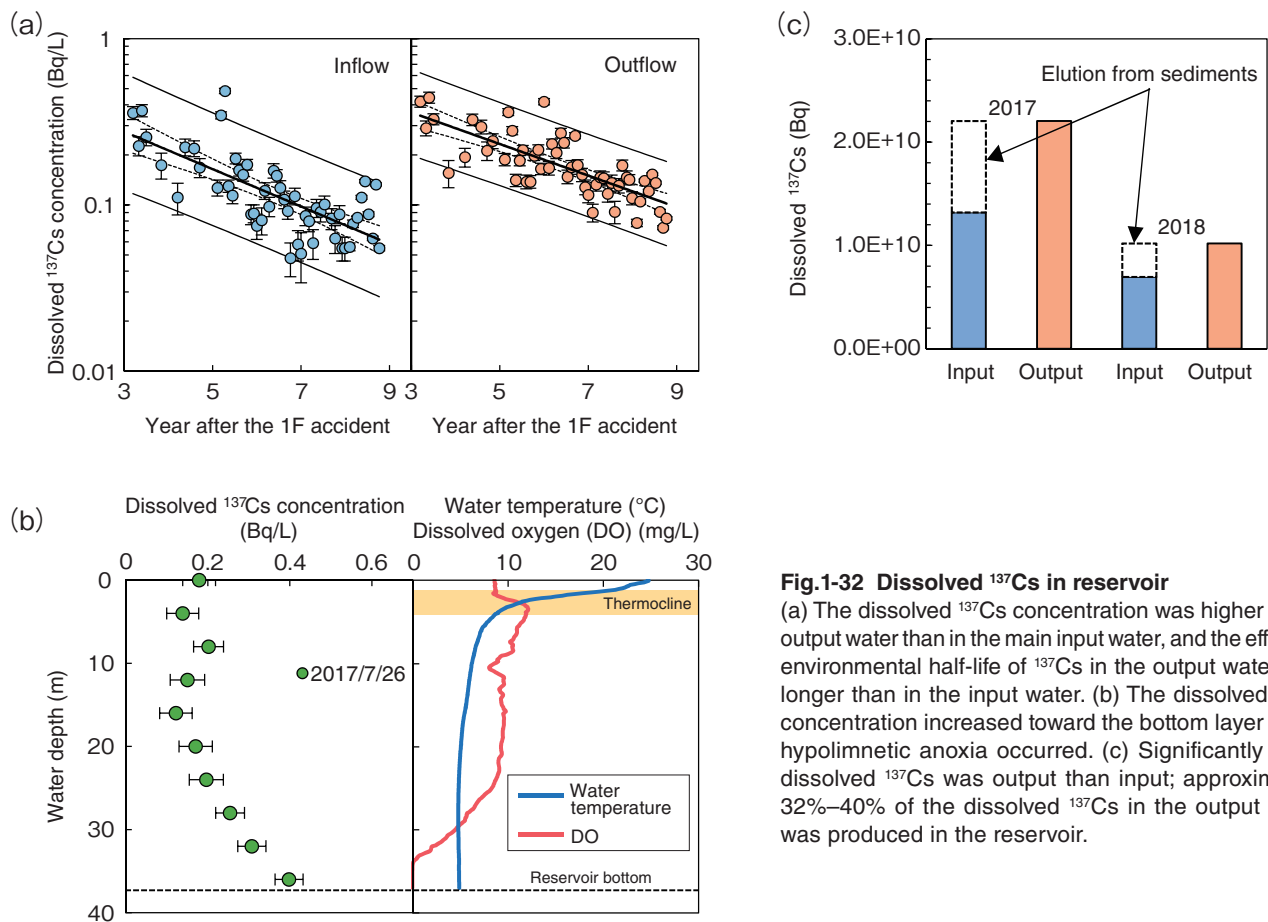 (a)
Dissolved ¹³⁷Cs concentration (Bq/L)
1
0.1
0.01
Inflow
Outflow
3 5 7 9
3 5 7 9
Year after the 1F accident
Year after the 1F accident
(c)
Dissolved ¹³⁷Cs (Bq)
3.0E+10
2.0E+10
1.0E+10
0.0E+00
Elution from sediments
2017
2018
Input Output Input Output
(b)
Dissolved ¹³⁷Cs concentration
(Bq/L)
0 0.2 0.4 0.6
Water depth (m)
0
10
20
30
40
2017/7/26
Water temperature (°C)
Dissolved oxygen (DO) (mg/L)
0 10 20 30
Thermocline
Water
temperature
DO
Reservoir bottom
Fig.1-32 Dissolved ¹³⁷Cs in reservoir
(a) The dissolved ¹³⁷Cs concentration was higher
output water than in the main input water, and the eff
environmental half-life of ¹³⁷Cs in the output wate
longer than in the input water. (b) The dissolved
concentration increased toward the bottom layer
hypolimnetic anoxia occurred. (c) Significantly
dissolved ¹³⁷Cs was output than input; approxin
32%–40% of the dissolved ¹³⁷Cs in the output
was produced in the reservoir.